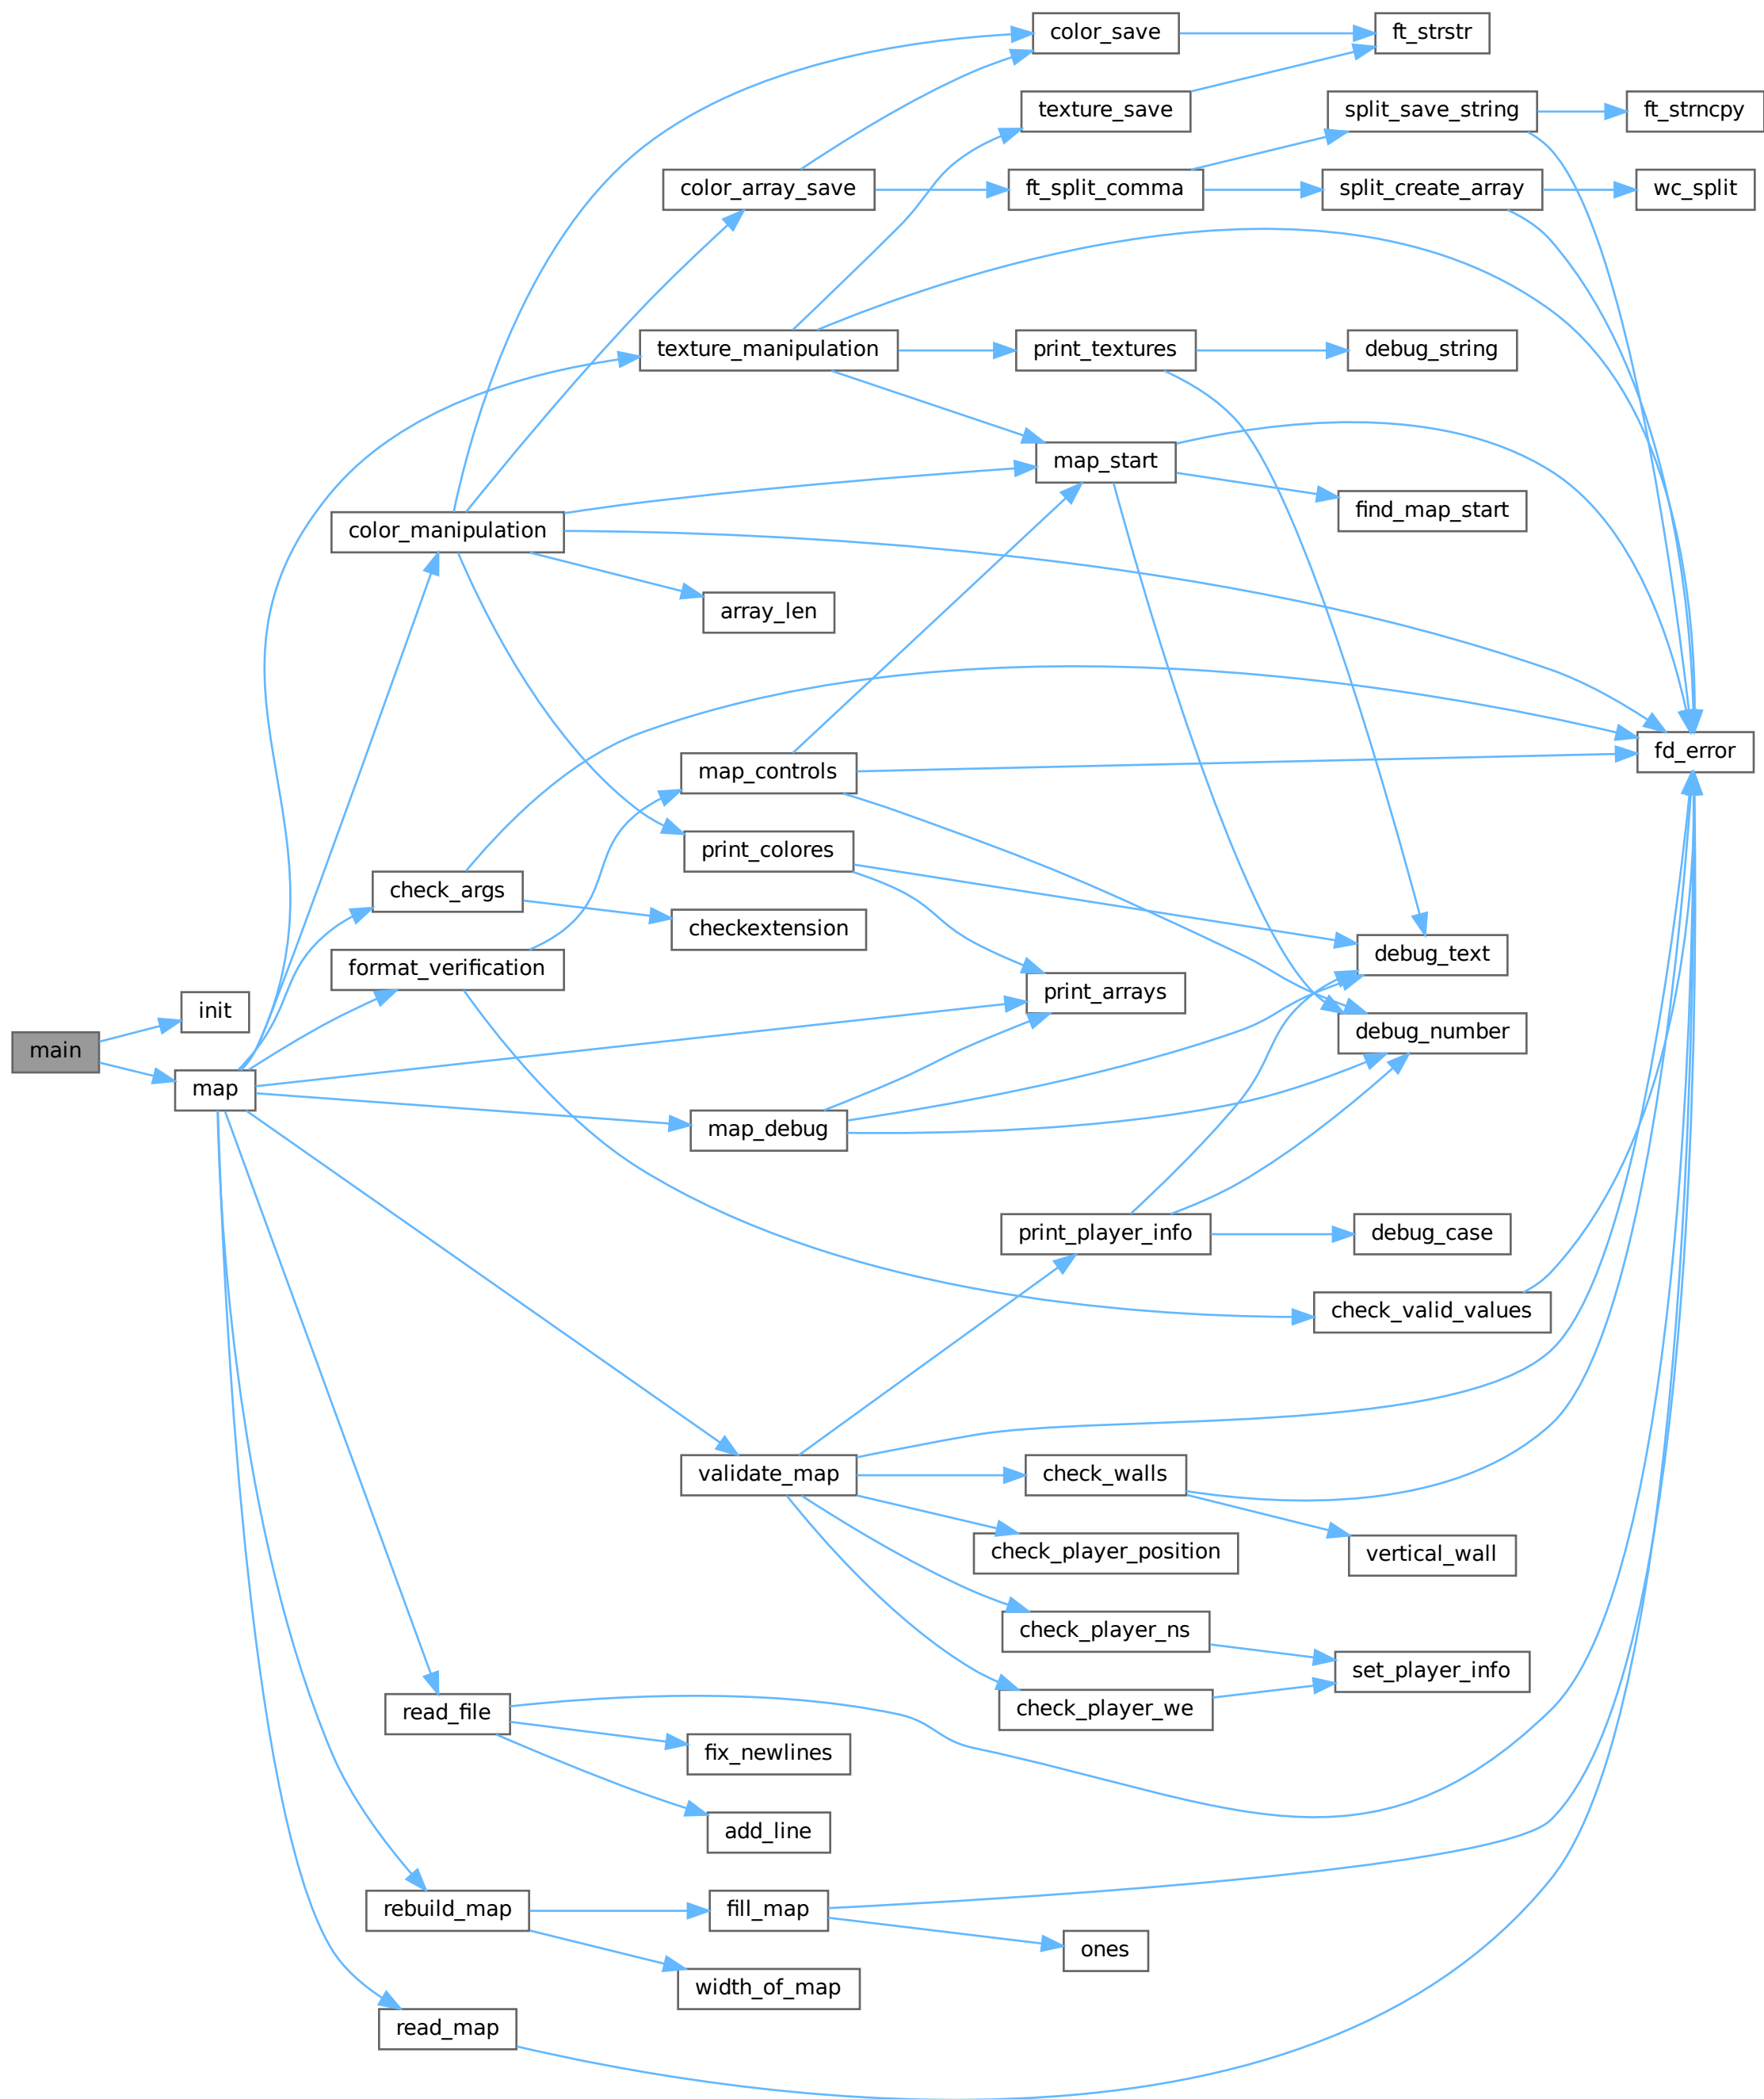 color_save
ft_strstr
texture_save
split_save_string
ft_strncpy
color_array_save
ft_split_comma
split_create_array
wc_split
texture_manipulation
print_textures
debug_string
map_start
find_map_start
color_manipulation
array_len
fd_error
map_controls
print_colores
check_args
checkextension
debug_text
format_verification
print_arrays
init
debug_number
main
map
map_debug
print_player_info
debug_case
check_valid_values
validate_map
check_walls
check_player_position
vertical_wall
check_player_ns
set_player_info
check_player_we
read_file
fix_newlines
add_line
rebuild_map
fill_map
ones
width_of_map
read_map